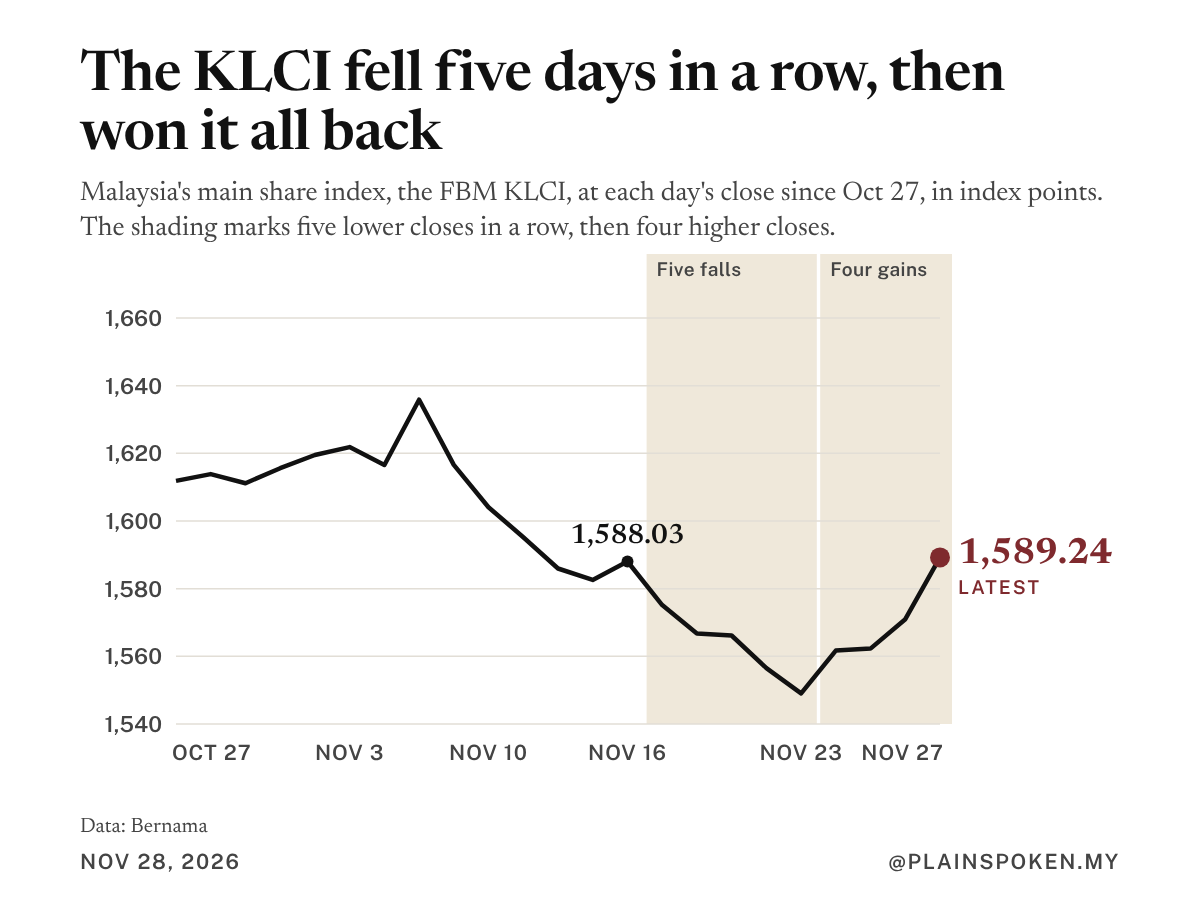 The KLCI fell five days in a row, then
won it all back
Malaysia's main share index, the FBM KLCI, at each day's close since Oct 27, in index points.
The shading marks five lower closes in a row, then four higher closes.
Five falls
Four gains
1,660
1,640
1,620
1,600
1,580
1,560
1,540
1,588.03
1,589.24
LATEST
OCT 27
NOV 3
NOV 10
NOV 16
NOV 23
NOV 27
Data: Bernama
NOV 28, 2026
@PLAINSPOKEN.MY